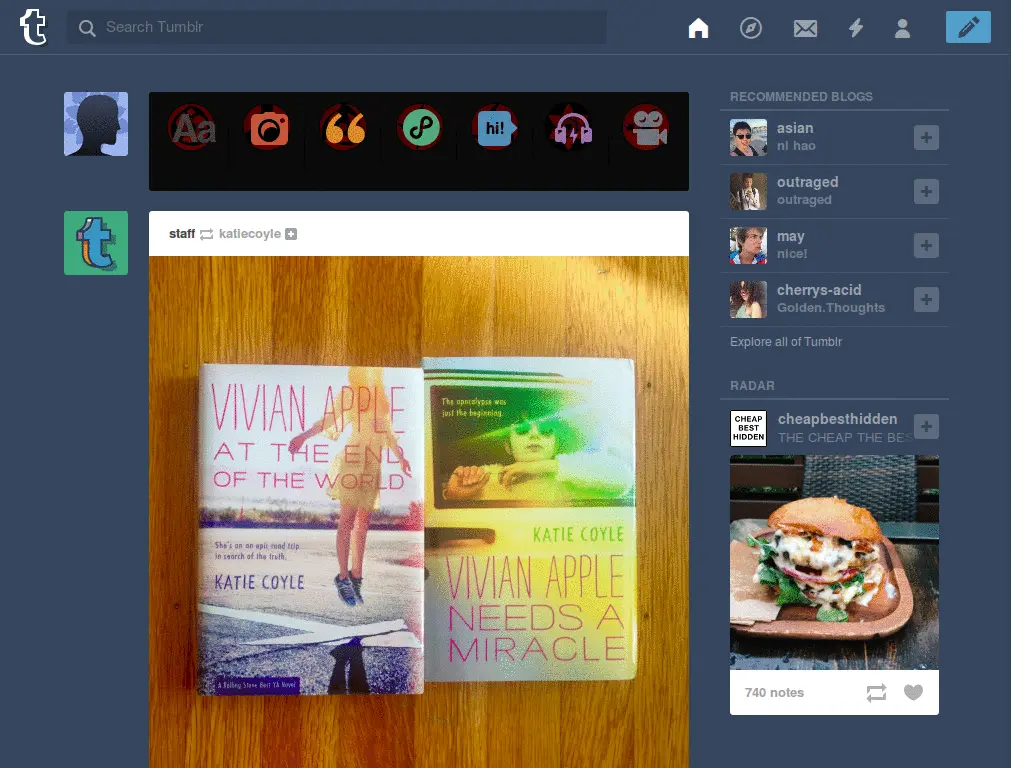 Search Tumblr
Aa
hi!
staff katiecoyle
VIVIAN APPLE
AT THE END
OF THE WORLD
She's on an epic road trip
in search of the truth.
KATIE COYLE
A Rolling Stone Best YA Novel
The apocalypse was
just the beginning.
KATIE COYLE
VIVIAN APPLE
NEEDS A
MIRACLE
RECOMMENDED BLOGS
asian
ni hao
outraged
outraged
may
nice!
cherrys-acid
Golden.Thoughts
Explore all of Tumblr
RADAR
CHEAP
BEST
HIDDEN
cheapbesthidden
THE CHEAP THE BES
740 notes